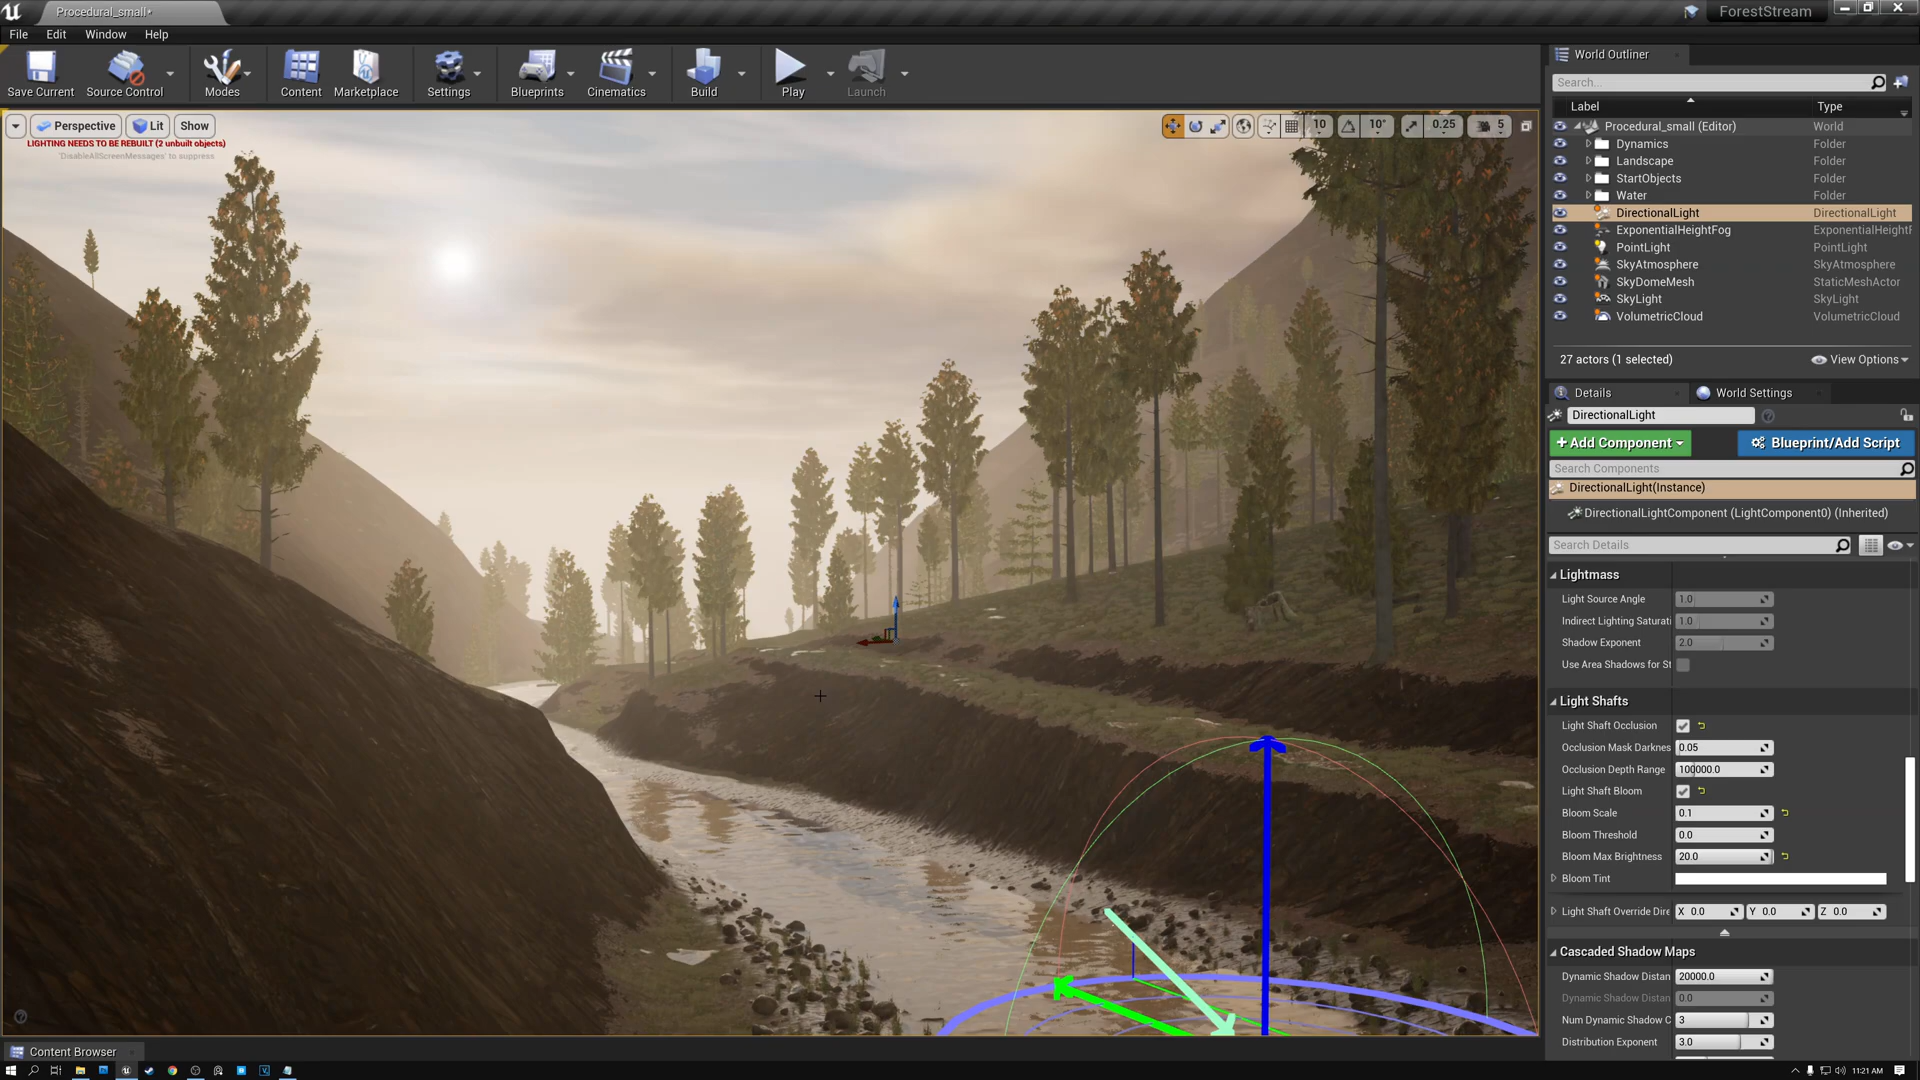 Procedural_small*
ForestStream
File Edit Window Help
Save Current
Source Control
Modes
Content
Marketplace
Settings
Blueprints
Cinematics
Build
Play
Launch
Perspective
Lit
Show
10
10°
0.25
5
LIGHTING NEEDS TO BE REBUILT (2 unbuilt objects)
'DisableAllScreenMessages' to suppress
World Outliner
Search...
Label Type
Procedural_small (Editor) World
Dynamics Folder
Landscape Folder
StartObjects Folder
Water Folder
DirectionalLight DirectionalLight
ExponentialHeightFog ExponentialHeightF
PointLight PointLight
SkyAtmosphere SkyAtmosphere
SkyDomeMesh StaticMeshActor
SkyLight SkyLight
VolumetricCloud VolumetricCloud
27 actors (1 selected) View Options
Details World Settings
DirectionalLight
+ Add Component Blueprint/Add Script
Search Components
DirectionalLight(Instance)
DirectionalLightComponent (LightComponent0) (Inherited)
Search Details
Lightmass
Light Source Angle 1.0
Indirect Lighting Saturati 1.0
Shadow Exponent 2.0
Use Area Shadows for St
Light Shafts
Light Shaft Occlusion
Occlusion Mask Darknes 0.05
Occlusion Depth Range 100000.0
Light Shaft Bloom
Bloom Scale 0.1
Bloom Threshold 0.0
Bloom Max Brightness 20.0
Bloom Tint
Light Shaft Override Dire X 0.0 Y 0.0 Z 0.0
Cascaded Shadow Maps
Dynamic Shadow Distan 20000.0
Dynamic Shadow Distan 0.0
Num Dynamic Shadow C 3
Distribution Exponent 3.0
Content Browser
11:21 AM